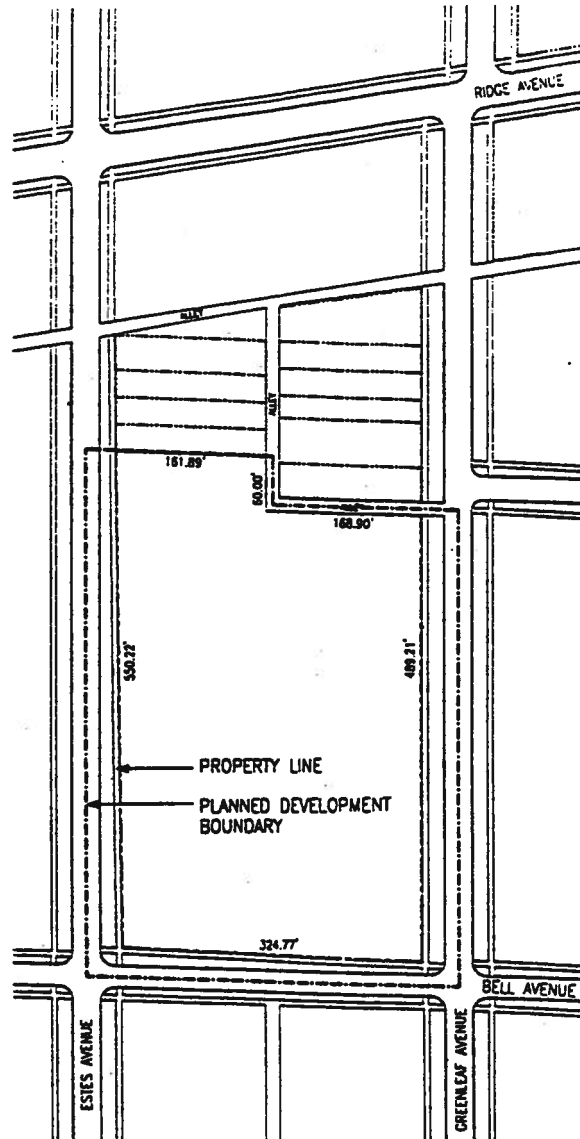 RIDGE AVENUE
ALLEY
ALLEY
161.89'
60.00'
168.90'
550.22'
489.21'
PROPERTY LINE
PLANNED DEVELOPMENT
BOUNDARY
324.77'
BELL AVENUE
ESTES AVENUE
GREENLEAF AVENUE